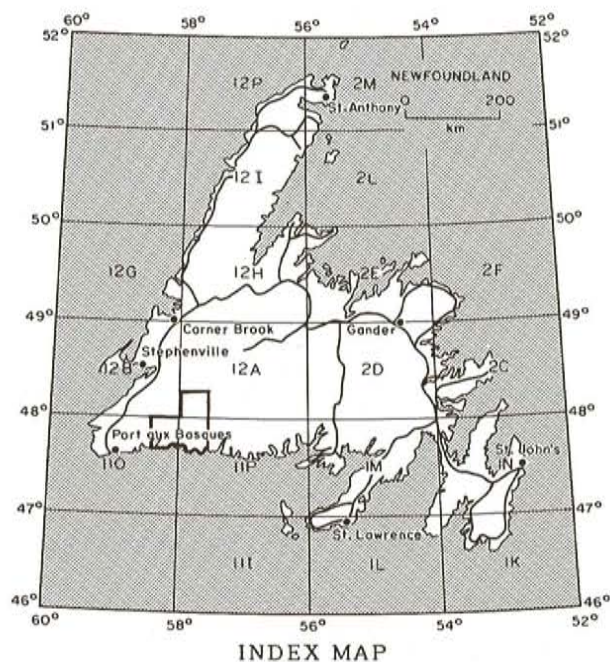 60° 58° 56° 54° 52°
52° 52°
12P 2M NEWFOUNDLAND
St. Anthony 0 200
km
51° 51°
12I 2L
50° 50°
12G 12H 2E 2F
49° 49°
Corner Brook Gander
Stephenville
12B 12A 2D 2C
48° 48°
Port aux Basques St. John's
11O 11P 1M 1N
47° 47°
St. Lawrence
11I 1L 1K
46° 46°
60° 58° 56° 54° 52°
INDEX MAP